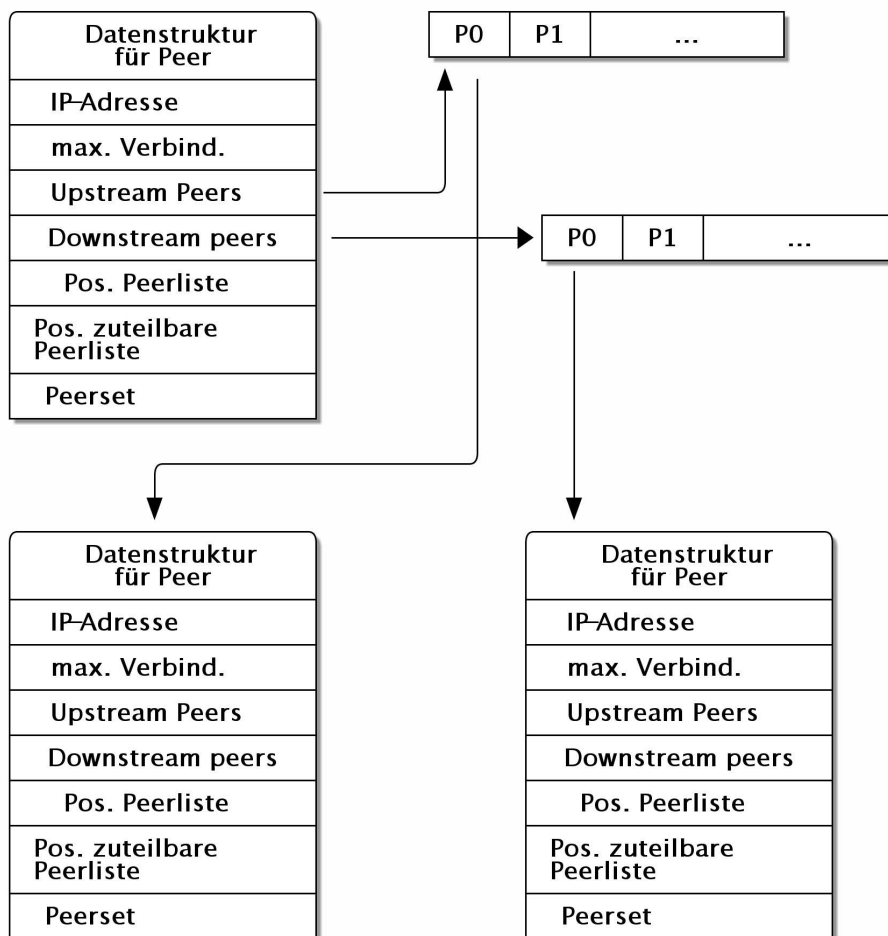 Datenstruktur
für Peer
IP-Adresse
max. Verbind.
Upstream Peers
Downstream peers
Pos. Peerliste
Pos. zuteilbare
Peerliste
Peerset
P0 P1 ...
P0 P1 ...
Datenstruktur
für Peer
IP-Adresse
max. Verbind.
Upstream Peers
Downstream peers
Pos. Peerliste
Pos. zuteilbare
Peerliste
Peerset
Datenstruktur
für Peer
IP-Adresse
max. Verbind.
Upstream Peers
Downstream peers
Pos. Peerliste
Pos. zuteilbare
Peerliste
Peerset